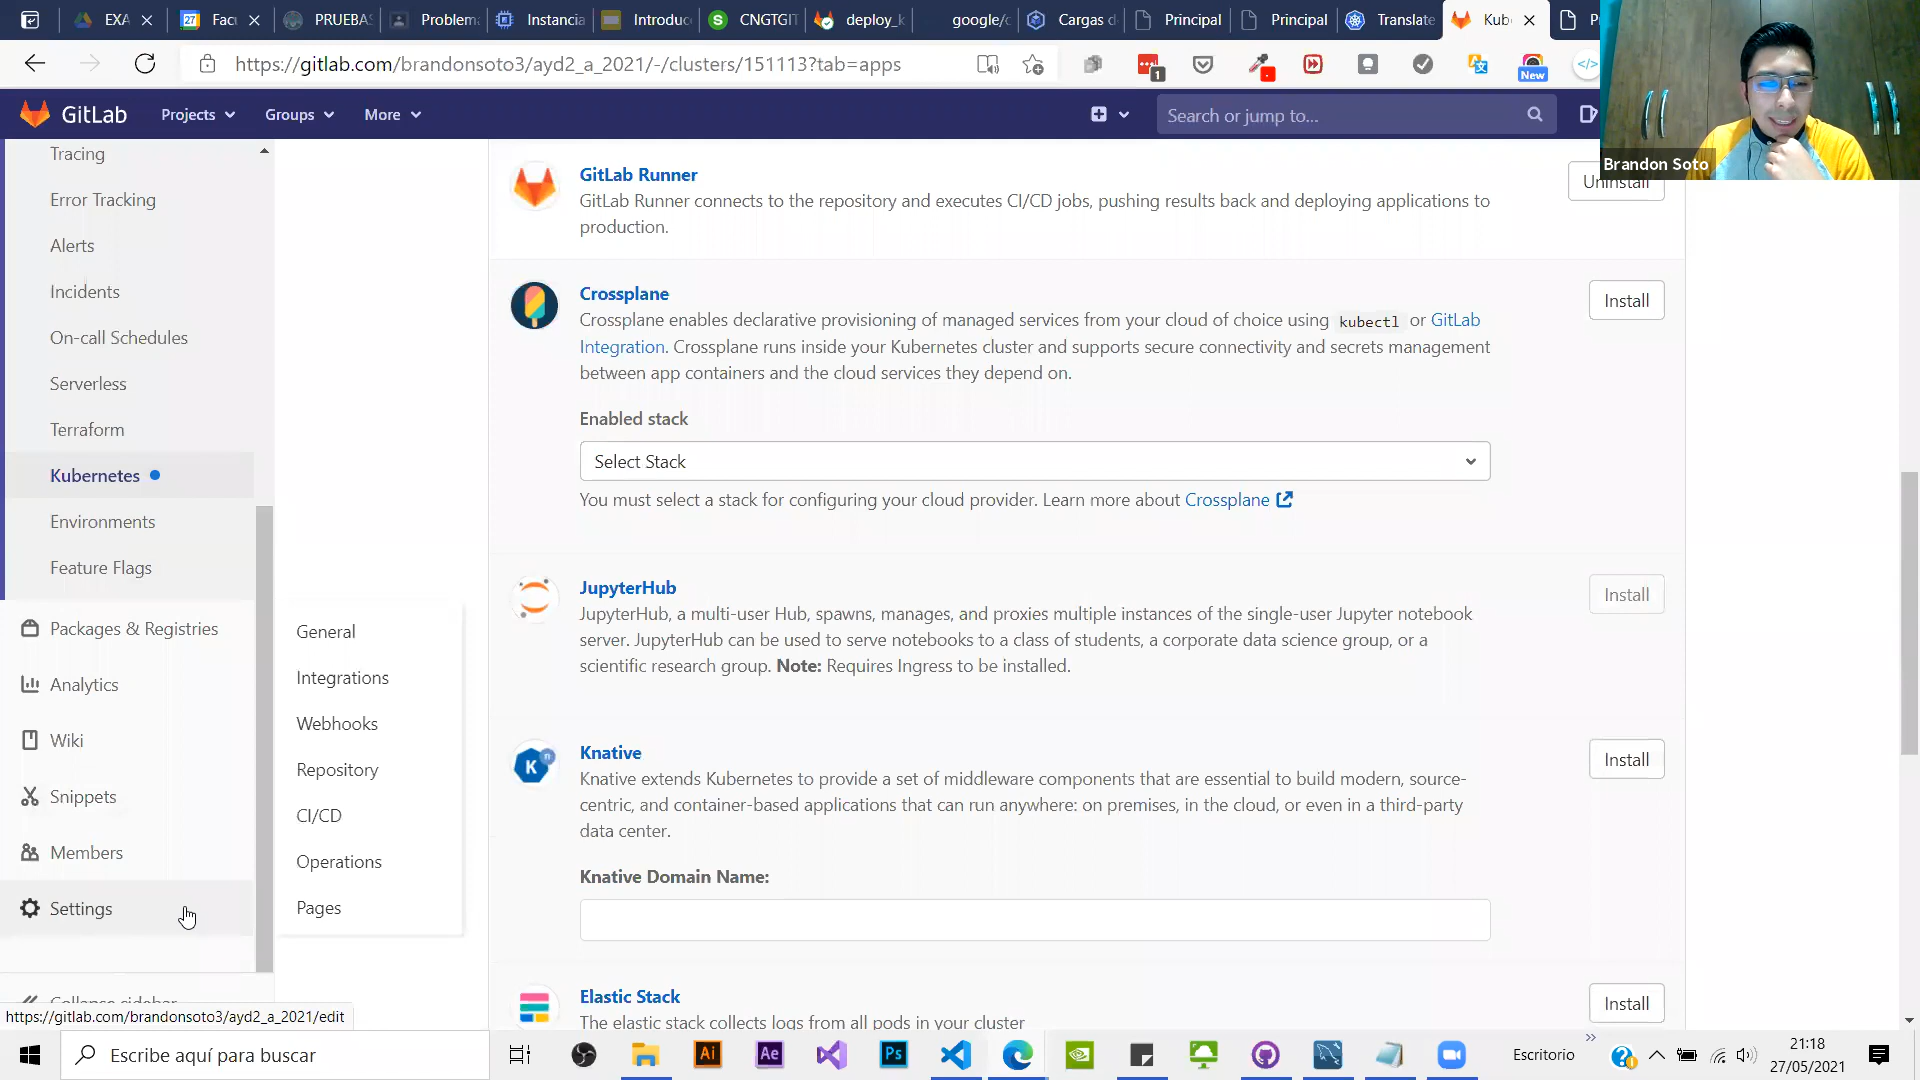 EXA
27
Facu
PRUEBAS
Problema
Instancia
Introduc
CNGTGIT
deploy_k
google/c
Cargas d
Principal
Principal
Translate
Kub
https://gitlab.com/brandonsoto3/ayd2_a_2021/-/clusters/151113?tab=apps
1
New
GitLab
Projects
Groups
More
Search or jump to...
Brandon Soto
Tracing
Error Tracking
Alerts
Incidents
On-call Schedules
Serverless
Terraform
Kubernetes
Environments
Feature Flags
Packages & Registries
Analytics
Wiki
Snippets
Members
Settings
Collapse sidebar
General
Integrations
Webhooks
Repository
CI/CD
Operations
Pages
https://gitlab.com/brandonsoto3/ayd2_a_2021/edit
GitLab Runner
Uninstall
GitLab Runner connects to the repository and executes CI/CD jobs, pushing results back and deploying applications to
production.
Crossplane
Install
Crossplane enables declarative provisioning of managed services from your cloud of choice using kubectl or GitLab
Integration. Crossplane runs inside your Kubernetes cluster and supports secure connectivity and secrets management
between app containers and the cloud services they depend on.
Enabled stack
Select Stack
You must select a stack for configuring your cloud provider. Learn more about Crossplane
JupyterHub
Install
JupyterHub, a multi-user Hub, spawns, manages, and proxies multiple instances of the single-user Jupyter notebook
server. JupyterHub can be used to serve notebooks to a class of students, a corporate data science group, or a
scientific research group. Note: Requires Ingress to be installed.
Knative
Install
Knative extends Kubernetes to provide a set of middleware components that are essential to build modern, source-
centric, and container-based applications that can run anywhere: on premises, in the cloud, or even in a third-party
data center.
Knative Domain Name:
Elastic Stack
Install
The elastic stack collects logs from all pods in your cluster
Escribe aquí para buscar
Ai
Ae
Ps
Escritorio
21:18
27/05/2021